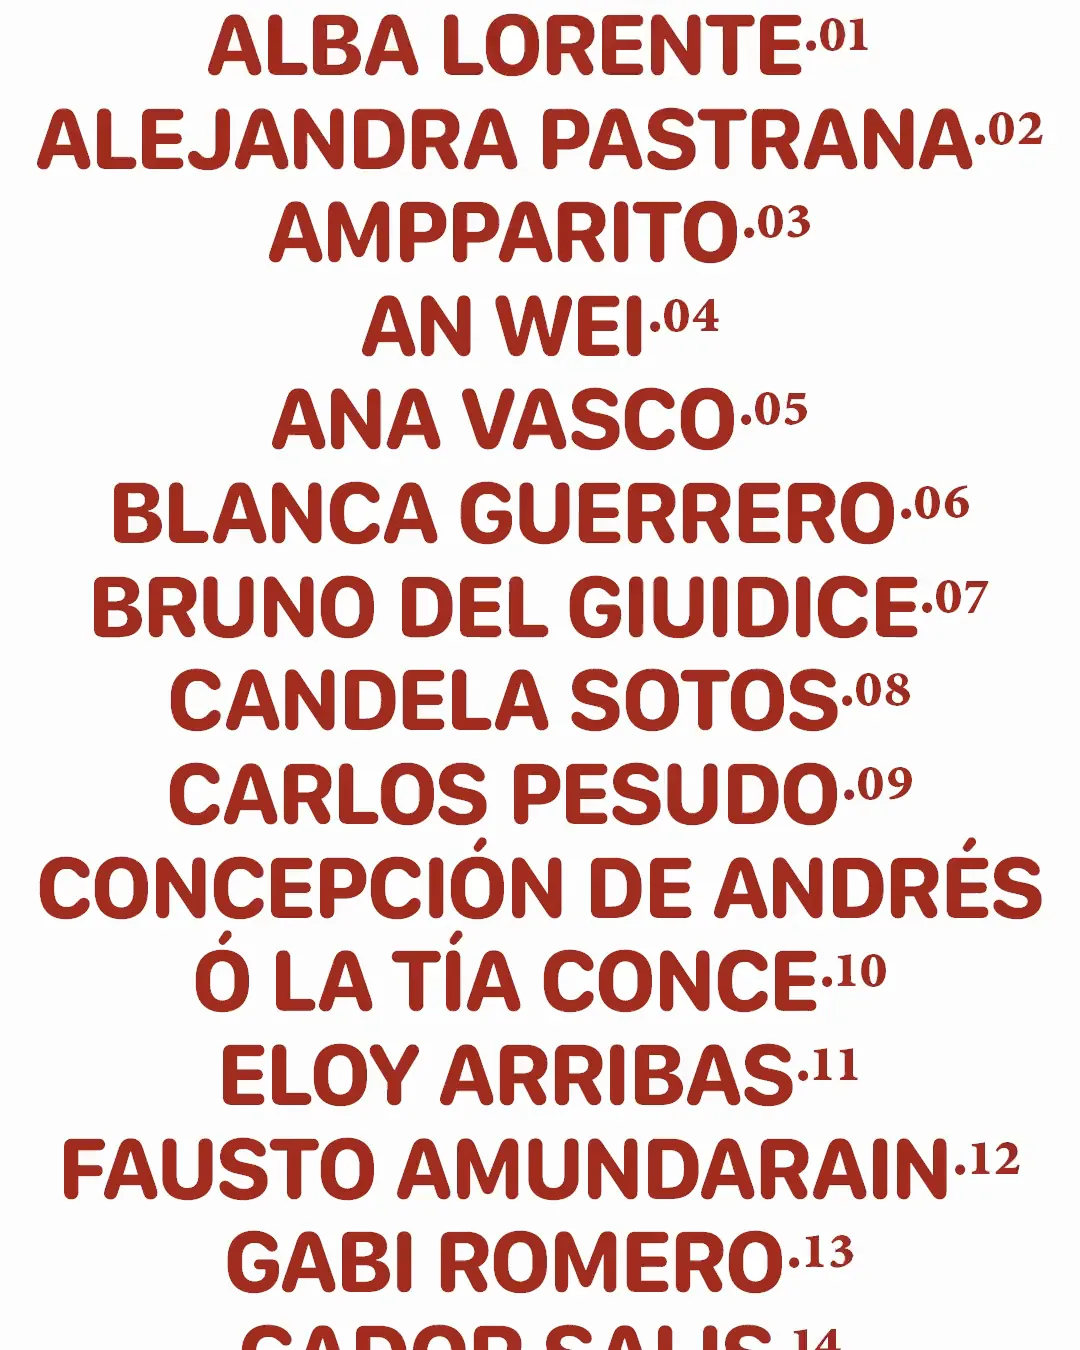 ALBA LORENTE.01
ALEJANDRA PASTRANA.02
AMPPARITO.03
AN WEI.04
ANA VASCO.05
BLANCA GUERRERO.06
BRUNO DEL GIUIDICE.07
CANDELA SOTOS.08
CARLOS PESUDO.09
CONCEPCIÓN DE ANDRÉS
Ó LA TÍA CONCE.10
ELOY ARRIBAS.11
FAUSTO AMUNDARAIN.12
GABI ROMERO.13
.14